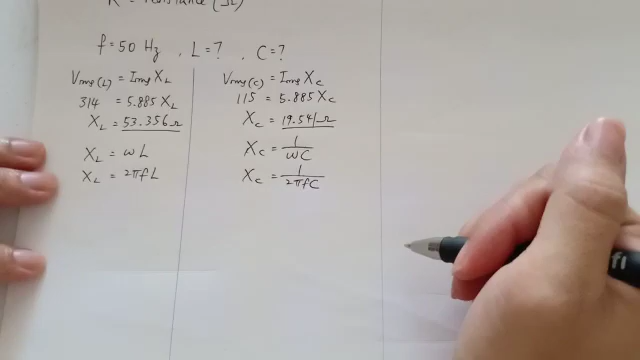 R = resistance (Ω)
f = 50 Hz , L = ? , C = ?
Vrms(L) = Irms XL
314 = 5.885 XL
XL = 53.356 Ω
XL = ωL
XL = 2πfL
Vrms(C) = Irms XC
115 = 5.885 XC
XC = 19.541 Ω
XC = 1/ωC
XC = 1/2πfC